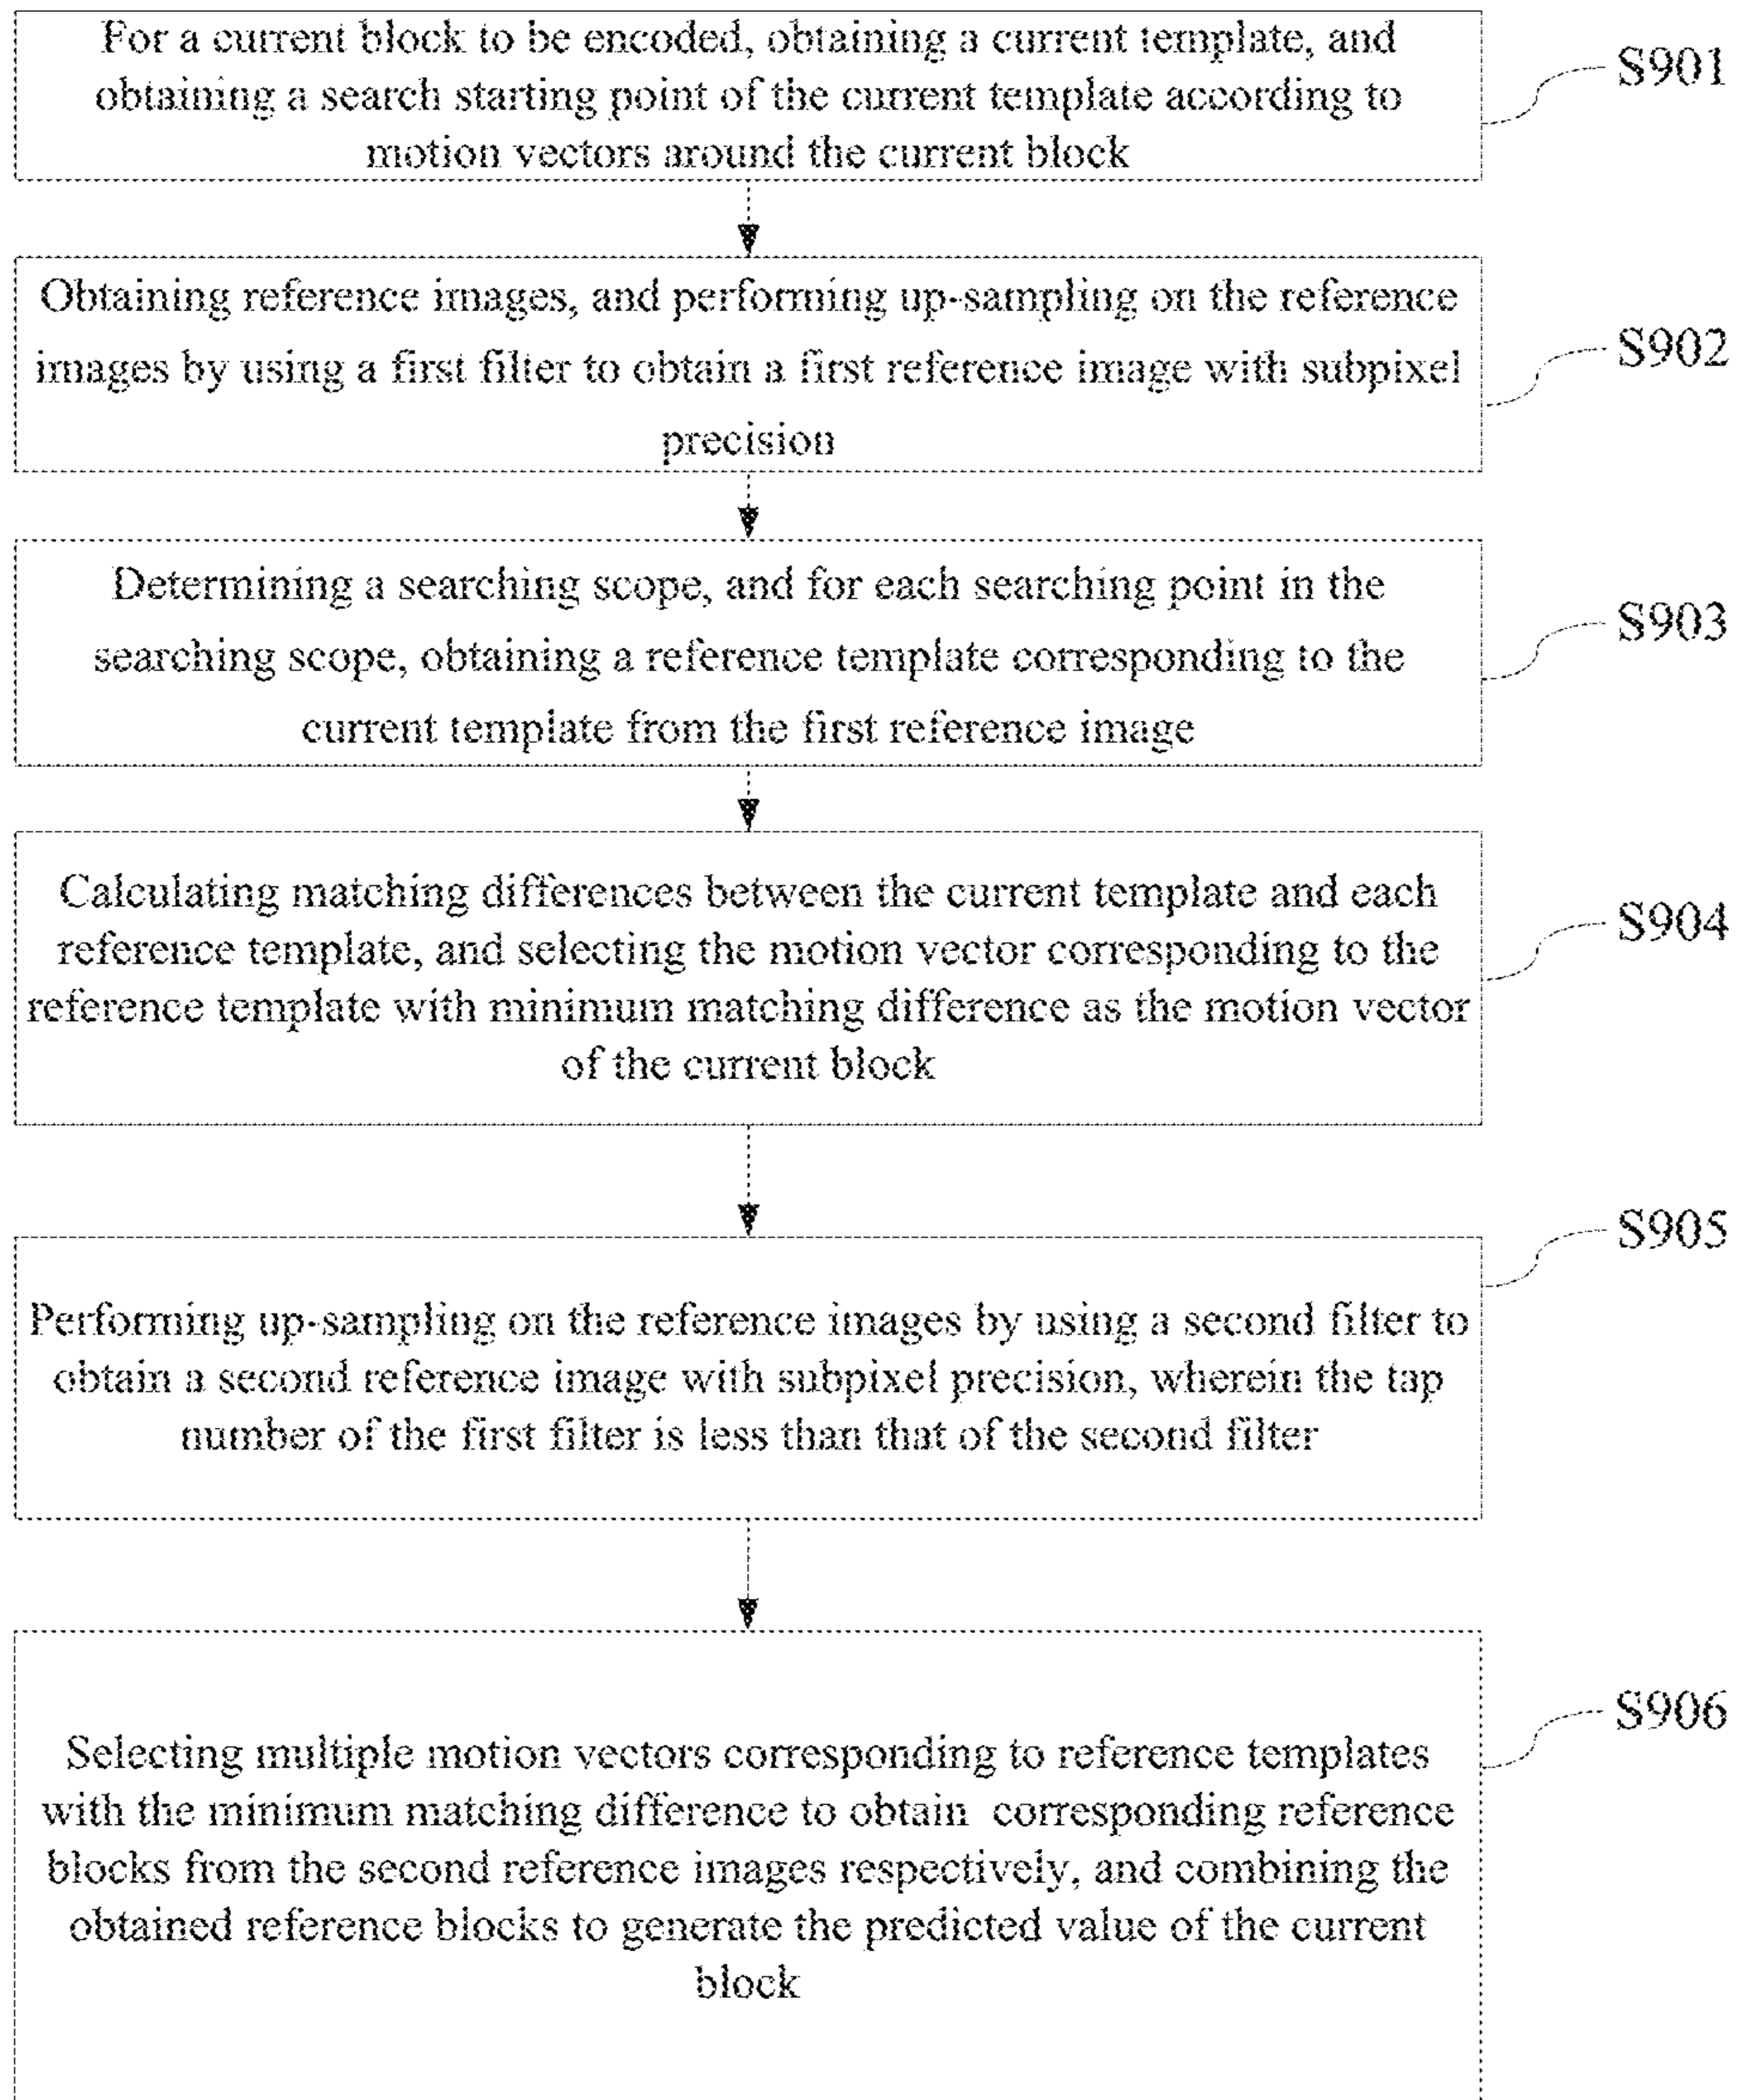 For a current block to be encoded, obtaining a current template, and
obtaining a search starting point of the current template according to
motion vectors around the current block
S901
Obtaining reference images, and performing up-sampling on the reference
images by using a first filter to obtain a first reference image with subpixel
precision
S902
Determining a searching scope, and for each searching point in the
searching scope, obtaining a reference template corresponding to the
current template from the first reference image
S903
Calculating matching differences between the current template and each
reference template, and selecting the motion vector corresponding to the
reference template with minimum matching difference as the motion vector
of the current block
S904
Performing up-sampling on the reference images by using a second filter to
obtain a second reference image with subpixel precision, wherein the tap
number of the first filter is less than that of the second filter
S905
Selecting multiple motion vectors corresponding to reference templates
with the minimum matching difference to obtain corresponding reference
blocks from the second reference images respectively, and combining the
obtained reference blocks to generate the predicted value of the current
block
S906